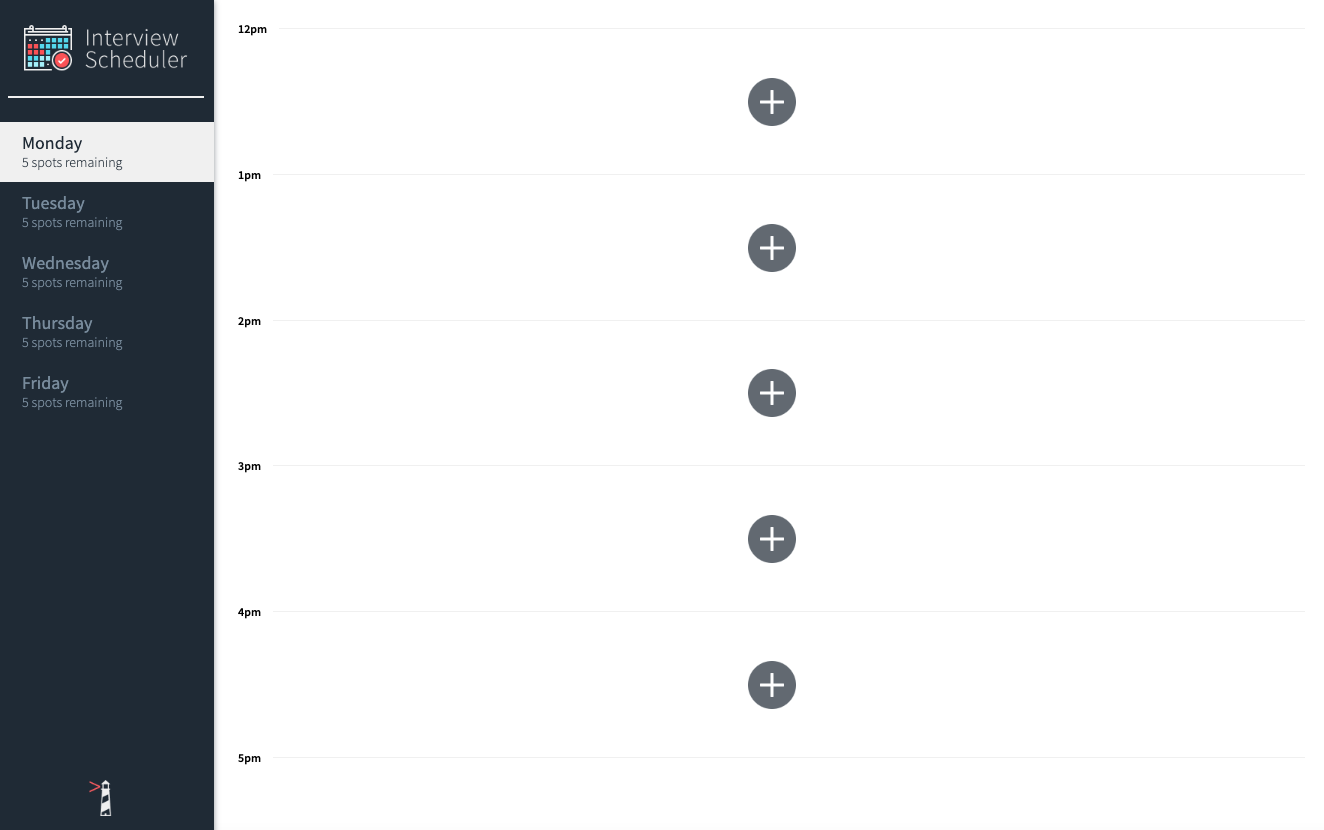 Interview
Scheduler
Monday
5 spots remaining
Tuesday
5 spots remaining
Wednesday
5 spots remaining
Thursday
5 spots remaining
Friday
5 spots remaining
12pm
1pm
2pm
3pm
4pm
5pm